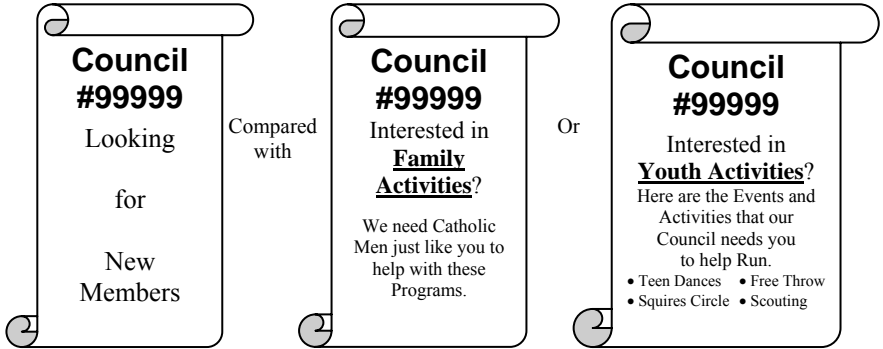 Council
#99999
Looking
for
New
Members
Compared
with
Council
#99999
Interested in
Family
Activities?
We need Catholic
Men just like you to
help with these
Programs.
Or
Council
#99999
Interested in
Youth Activities?
Here are the Events and
Activities that our
Council needs you
to help Run.
• Teen Dances • Free Throw
• Squires Circle • Scouting